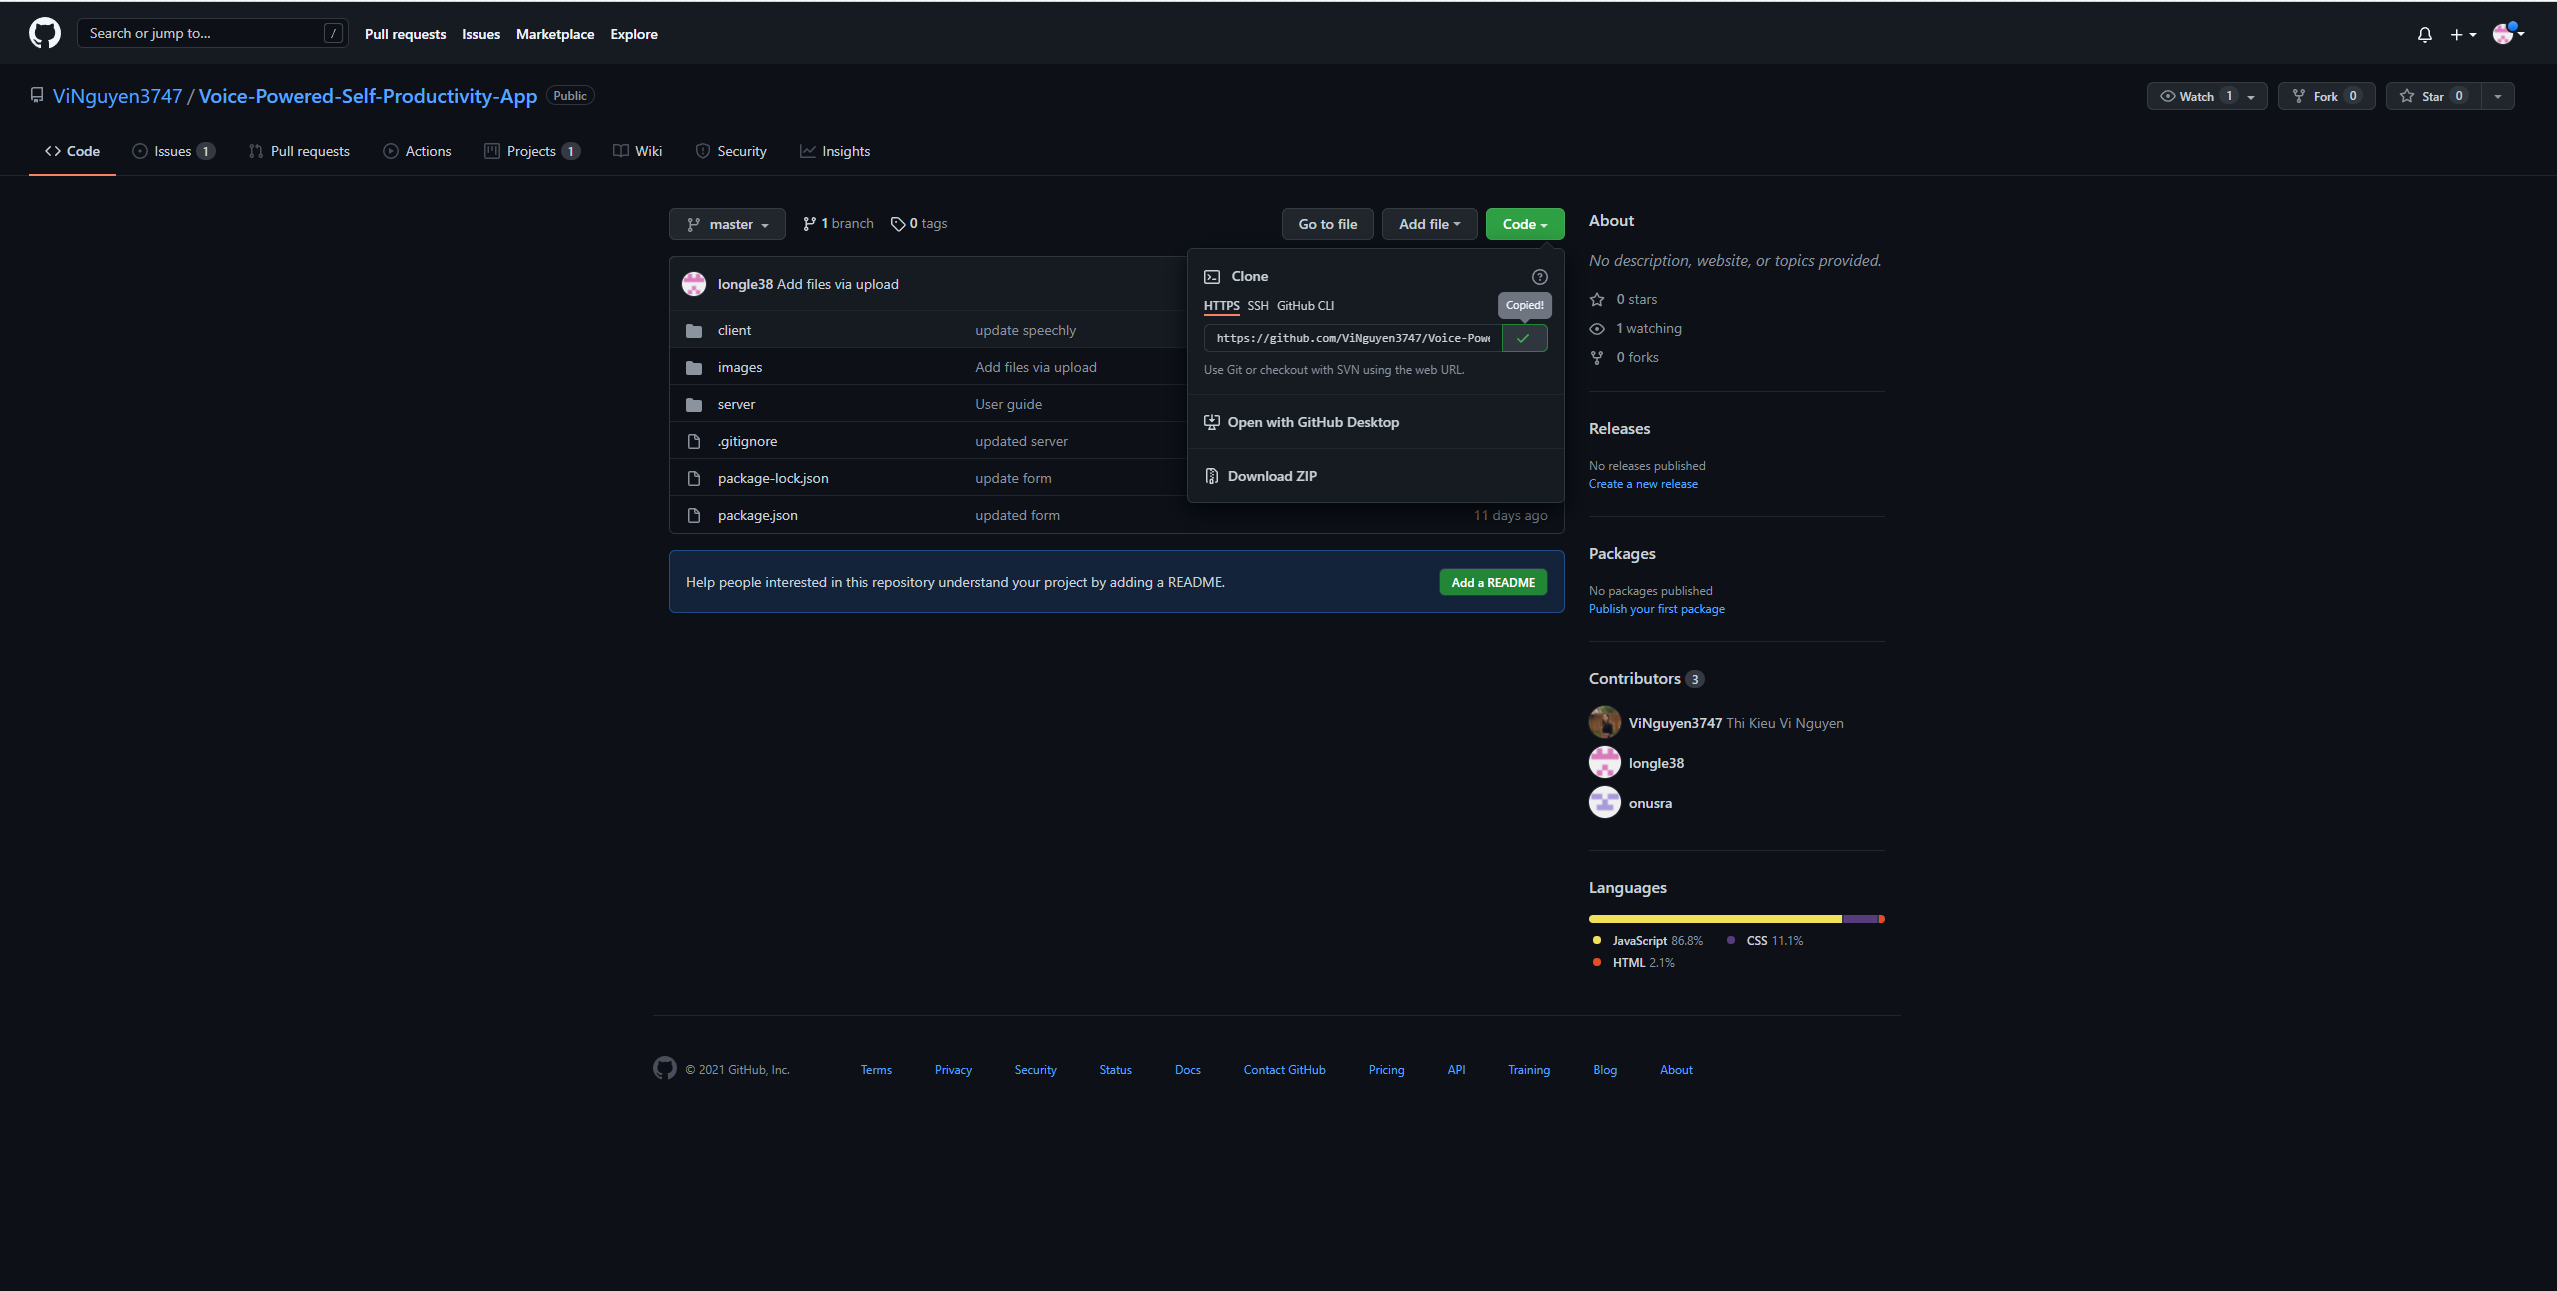 Search or jump to... /
Pull requests Issues Marketplace Explore
ViNguyen3747 / Voice-Powered-Self-Productivity-App Public
Watch 1 Fork 0 Star 0
Code Issues 1 Pull requests Actions Projects 1 Wiki Security Insights
master 1 branch 0 tags Go to file Add file Code
longle38 Add files via upload
client update speechly
images Add files via upload
server User guide
.gitignore updated server
package-lock.json update form
package.json updated form 11 days ago
Clone
HTTPS SSH GitHub CLI Copied!
https://github.com/ViNguyen3747/Voice-Powe
Use Git or checkout with SVN using the web URL.
Open with GitHub Desktop
Download ZIP
Help people interested in this repository understand your project by adding a README. Add a README
About
No description, website, or topics provided.
0 stars
1 watching
0 forks
Releases
No releases published
Create a new release
Packages
No packages published
Publish your first package
Contributors 3
ViNguyen3747 Thi Kieu Vi Nguyen
longle38
onusra
Languages
JavaScript 86.8% CSS 11.1%
HTML 2.1%
© 2021 GitHub, Inc. Terms Privacy Security Status Docs Contact GitHub Pricing API Training Blog About